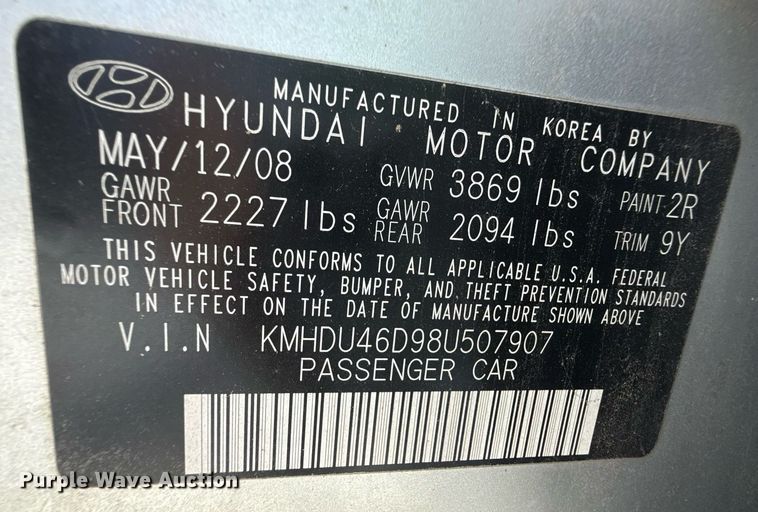 MANUFACTURED IN KOREA BY
HYUNDAI MOTOR COMPANY
MAY/12/08 GVWR 3869 lbs PAINT 2R
GAWR FRONT 2227 lbs GAWR REAR 2094 lbs TRIM 9Y
THIS VEHICLE CONFORMS TO ALL APPLICABLE U.S.A. FEDERAL
MOTOR VEHICLE SAFETY, BUMPER, AND THEFT PREVENTION STANDARDS
IN EFFECT ON THE DATE OF MANUFACTURE SHOWN ABOVE
V.I.N KMHDU46D98U507907
PASSENGER CAR
Purple Wave Auction